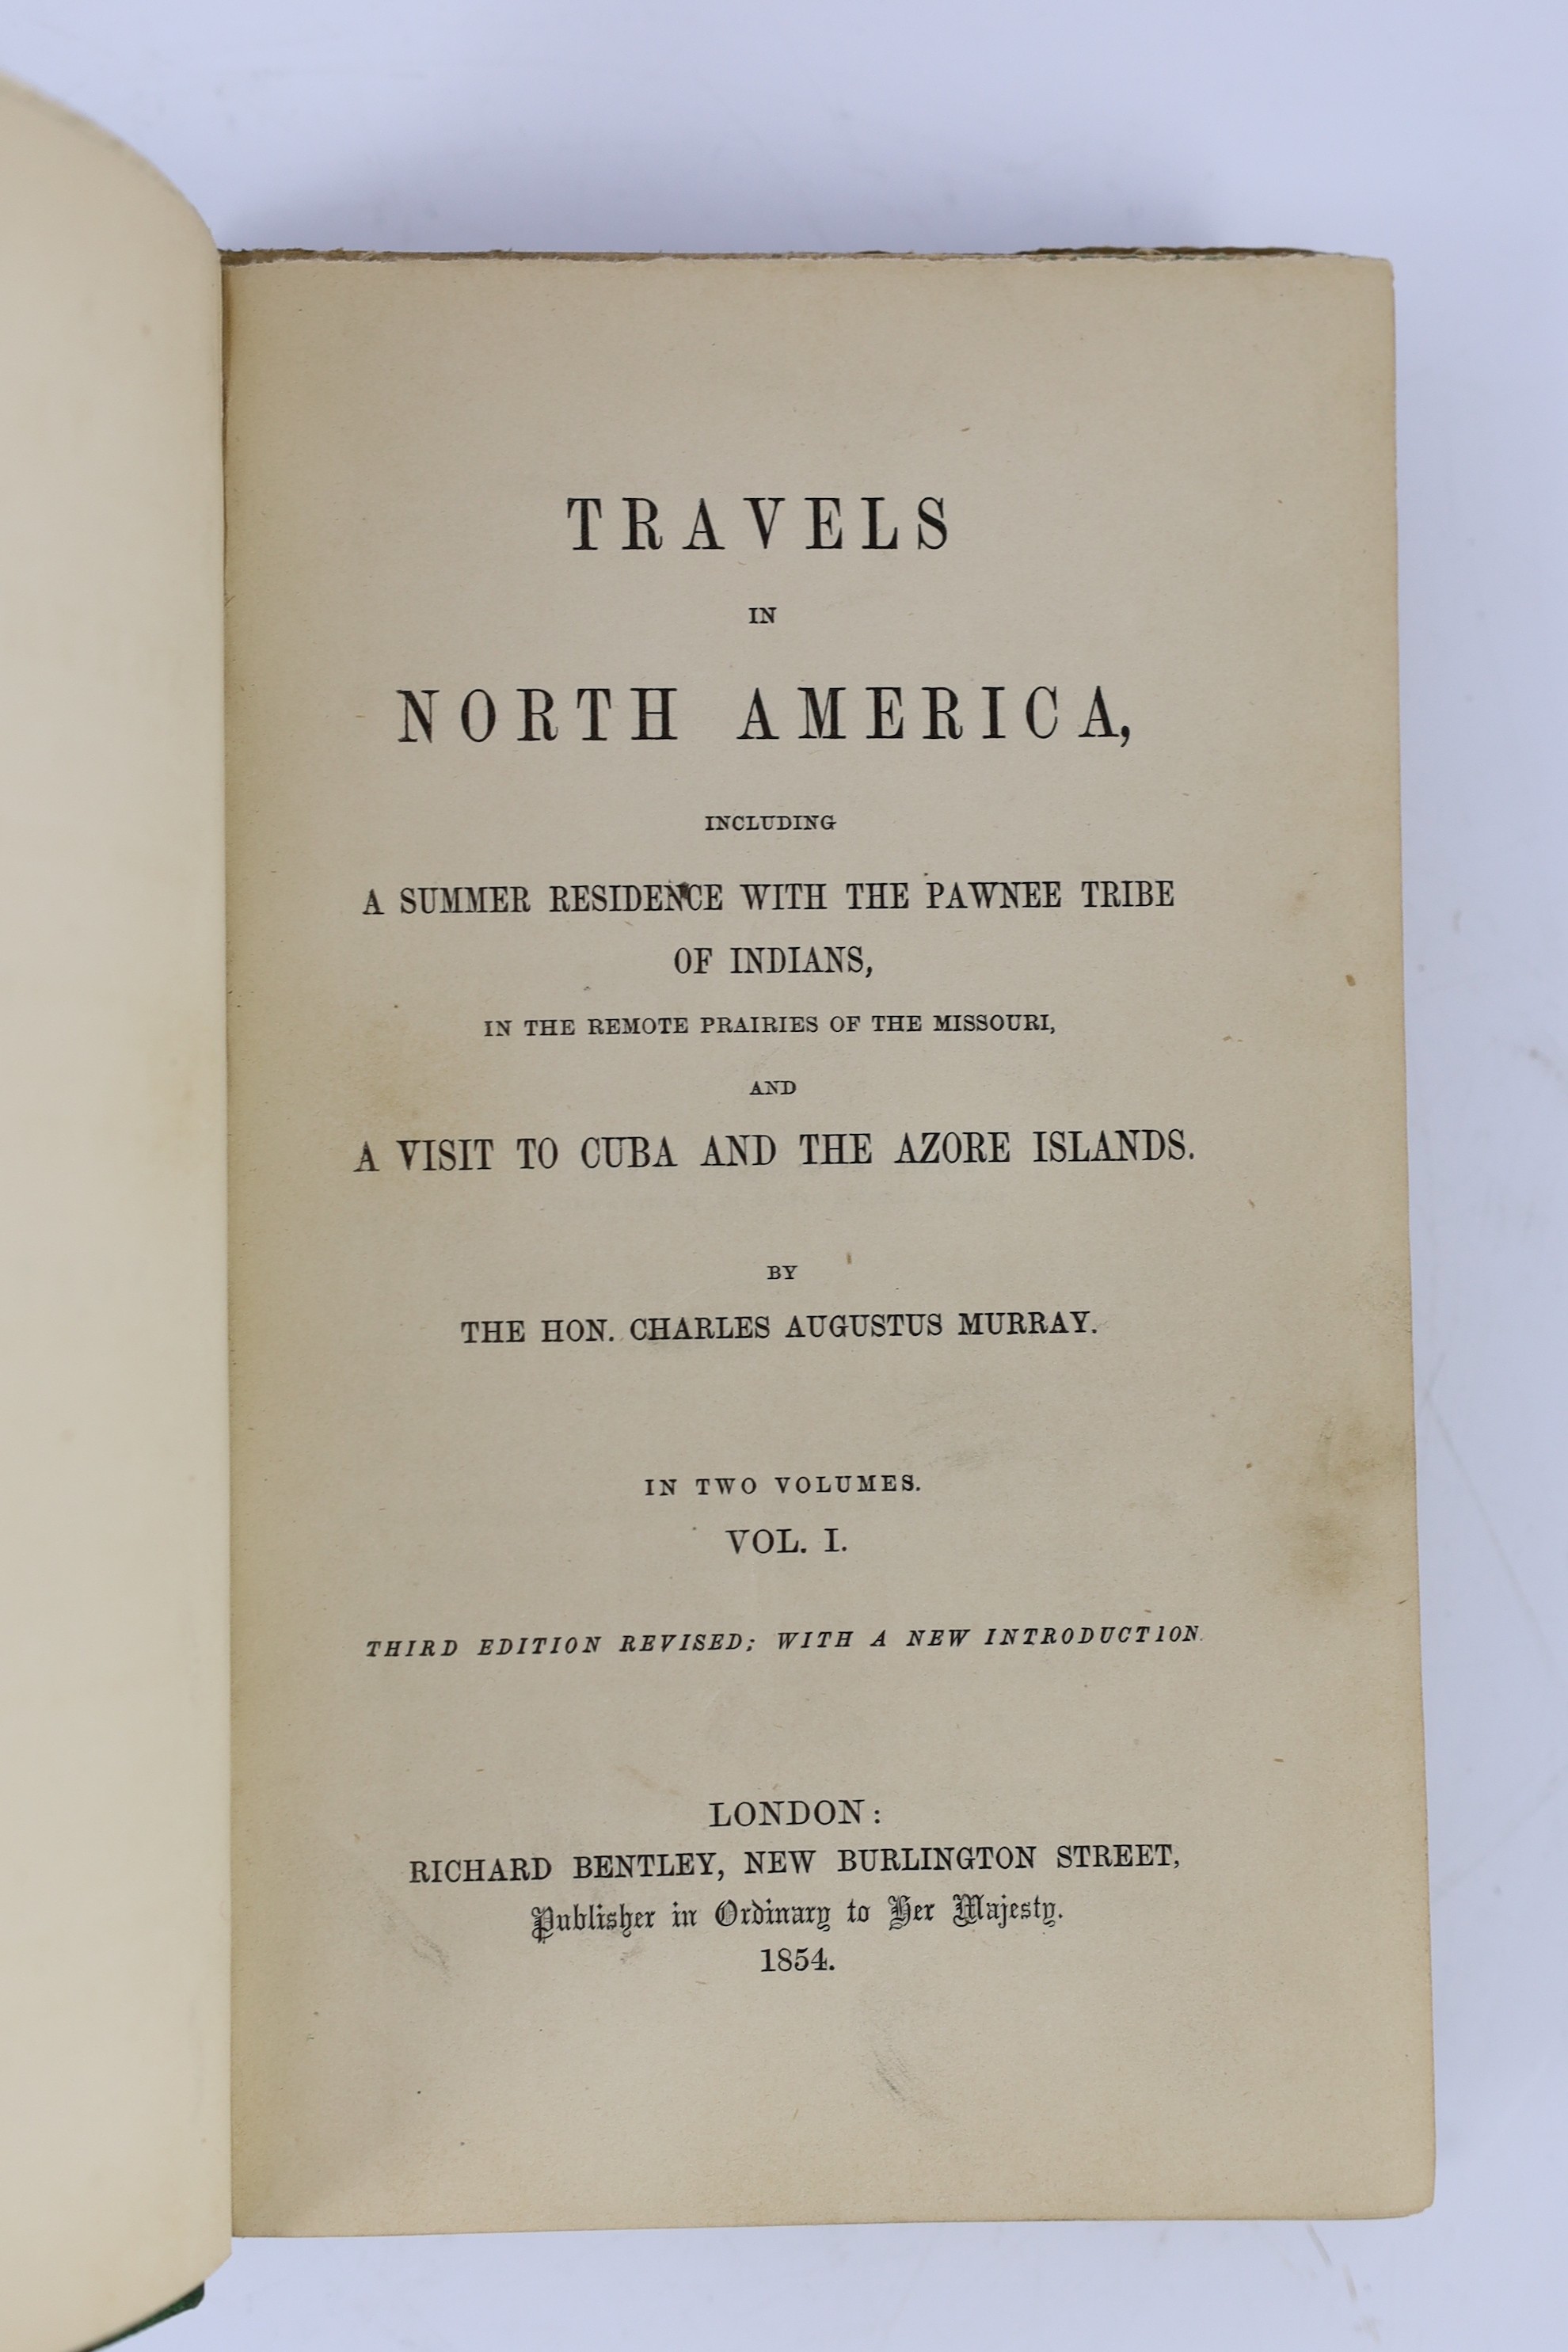 TRAVELS
IN
NORTH AMERICA,
INCLUDING
A SUMMER RESIDENCE WITH THE PAWNEE TRIBE
OF INDIANS,
IN THE REMOTE PRAIRIES OF THE MISSOURI,
AND
A VISIT TO CUBA AND THE AZORE ISLANDS.
BY
THE HON. CHARLES AUGUSTUS MURRAY.
IN TWO VOLUMES.
VOL. I.
THIRD EDITION REVISED; WITH A NEW INTRODUCTION.
LONDON:
RICHARD BENTLEY, NEW BURLINGTON STREET,
Publisher in Ordinary to Her Majesty.
1854.